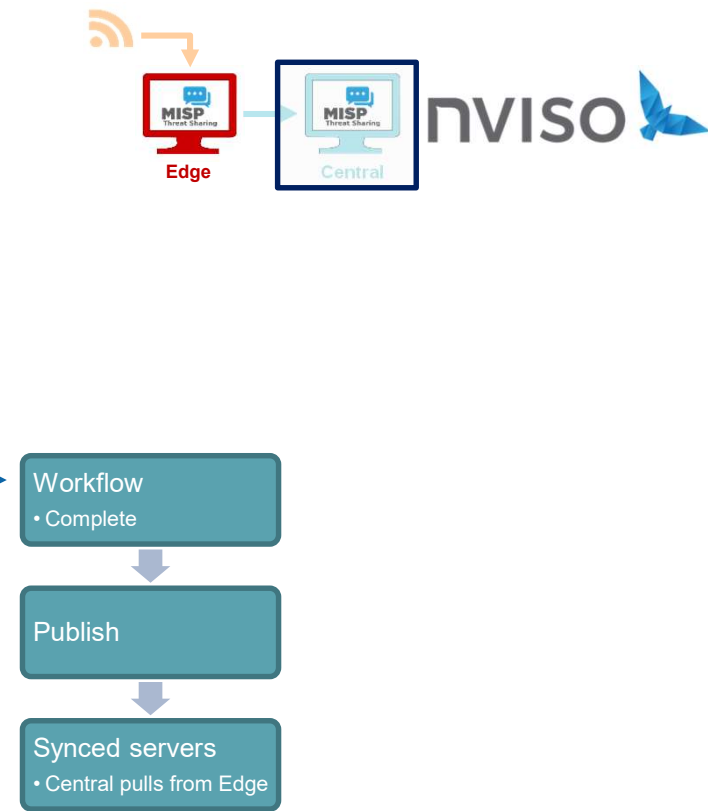 MISP
Threat Sharing
Edge
MISP
Threat Sharing
Central
nviso
Workflow
• Complete
Publish
Synced servers
• Central pulls from Edge